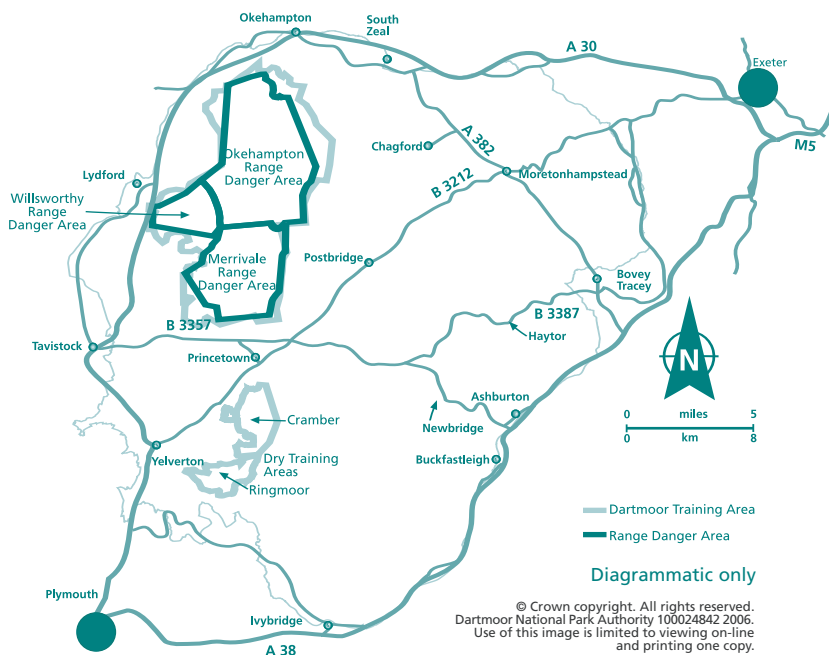 Okehampton
South
Zeal
A 30
Exeter
M5
Okehampton
Range
Danger Area
Chagford
A 382
Lydford
B 3212
Moretonhampstead
Willsworthy
Range
Danger Area
Merrivale
Range
Danger Area
Postbridge
Bovey
Tracey
B 3387
B 3357
Haytor
Tavistock
Princetown
N
Ashburton
Cramber
Newbridge
0 miles 5
0 km 8
Yelverton
Dry Training
Areas
Buckfastleigh
Ringmoor
Dartmoor Training Area
Range Danger Area
Diagrammatic only
Plymouth
Ivybridge
A 38
© Crown copyright. All rights reserved.
Dartmoor National Park Authority 100024842 2006.
Use of this image is limited to viewing on-line
and printing one copy.